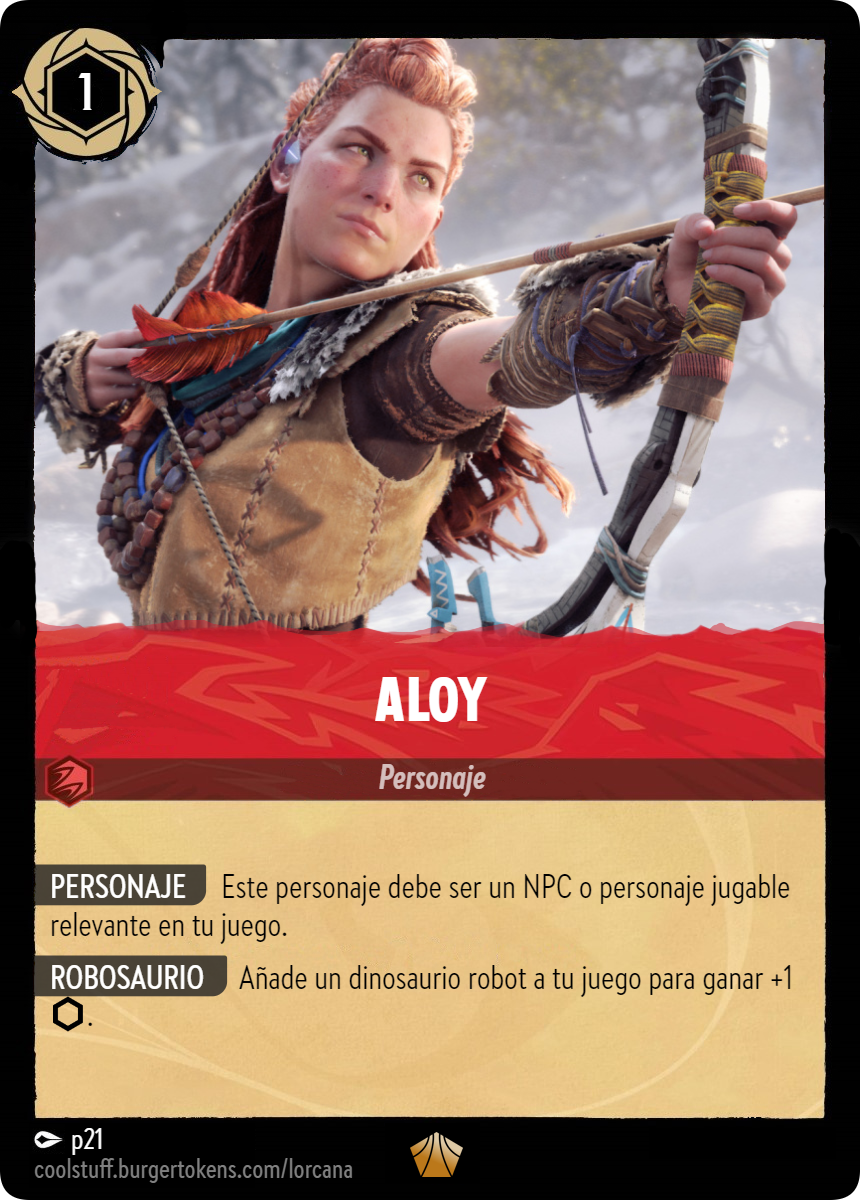 1
ALOY
Personaje
PERSONAJE Este personaje debe ser un NPC o personaje jugable
relevante en tu juego.
ROBOSAURIO Añade un dinosaurio robot a tu juego para ganar +1
.
p21
coolstuff.burgertokens.com/lorcana